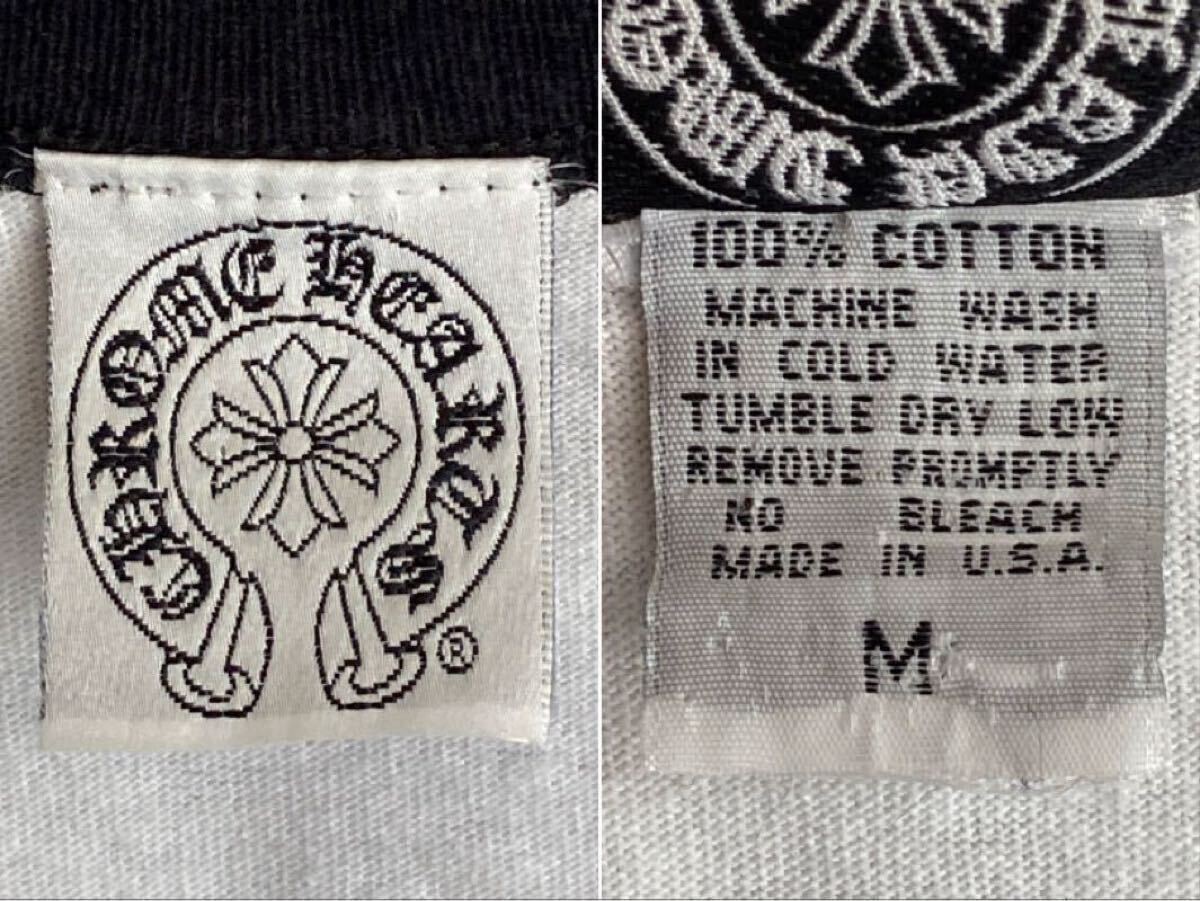 CHROME HEARTS
®
100% COTTON
MACHINE WASH
IN COLD WATER
TUMBLE DRY LOW
REMOVE PROMPTLY
NO BLEACH
MADE IN U.S.A.
M